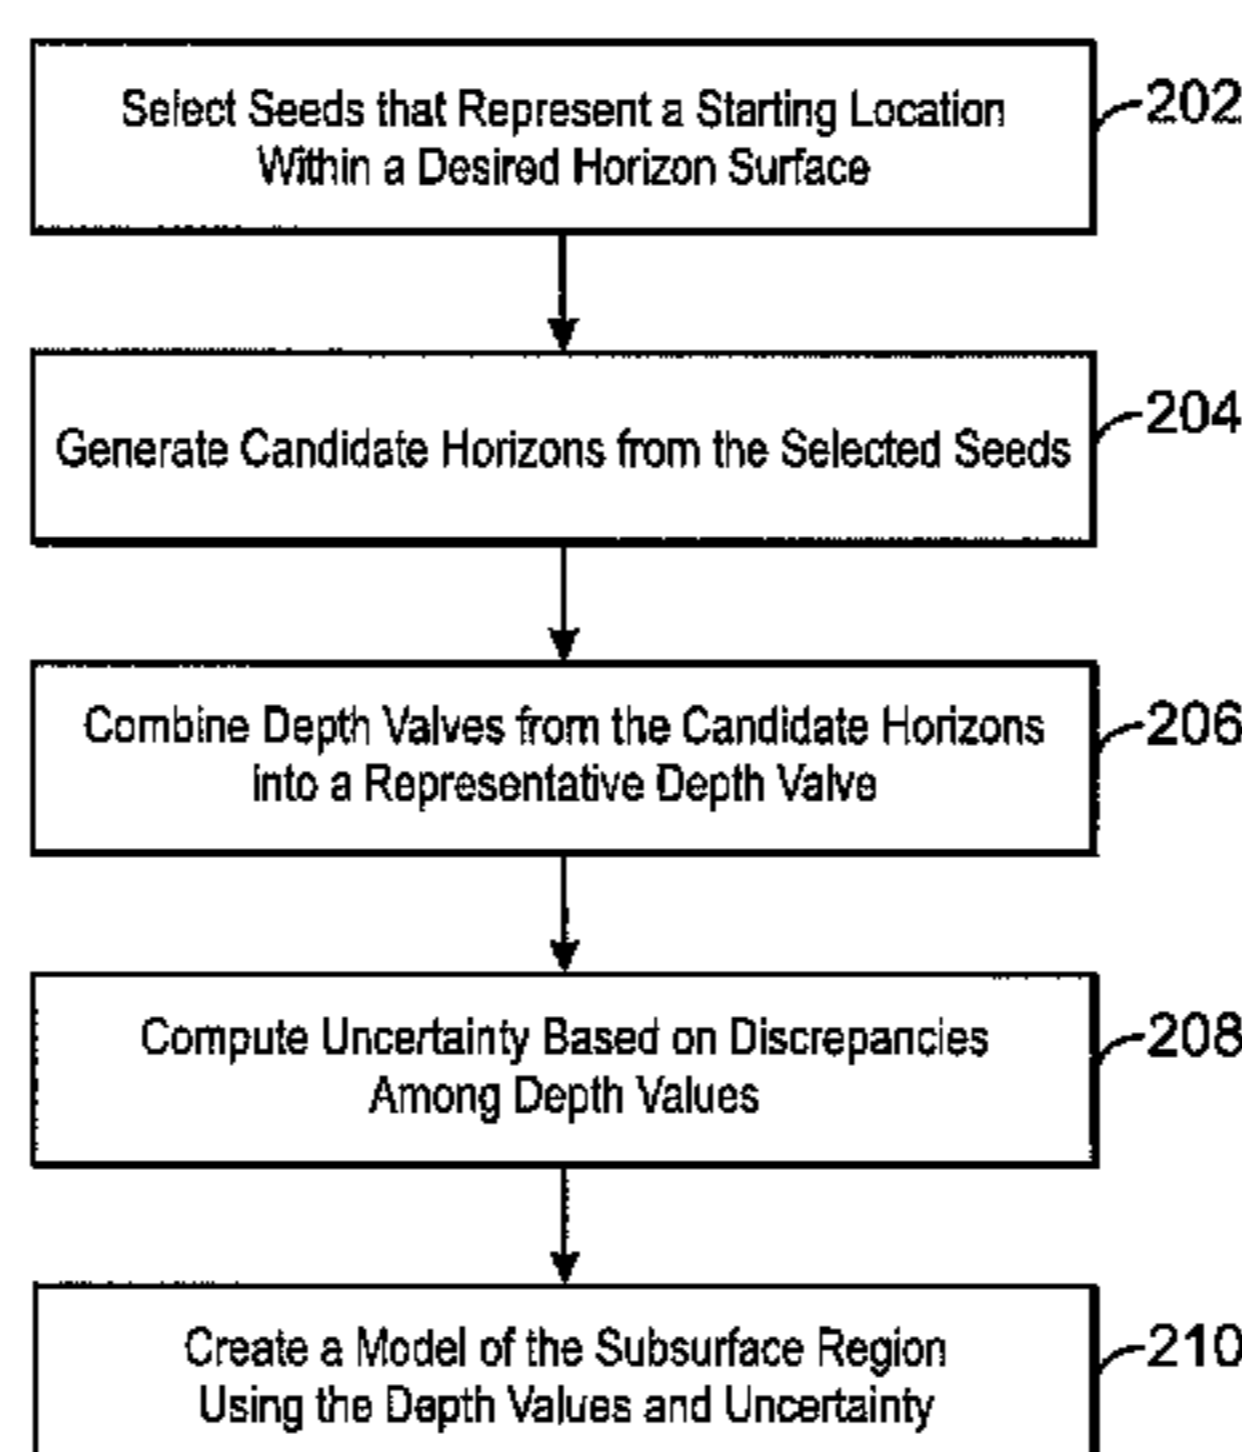 Select Seeds that Represent a Starting Location
Within a Desired Horizon Surface
202
Generate Candidate Horizons from the Selected Seeds
204
Combine Depth Valves from the Candidate Horizons
into a Representative Depth Valve
206
Compute Uncertainty Based on Discrepancies
Among Depth Values
208
Create a Model of the Subsurface Region
Using the Depth Values and Uncertainty
210